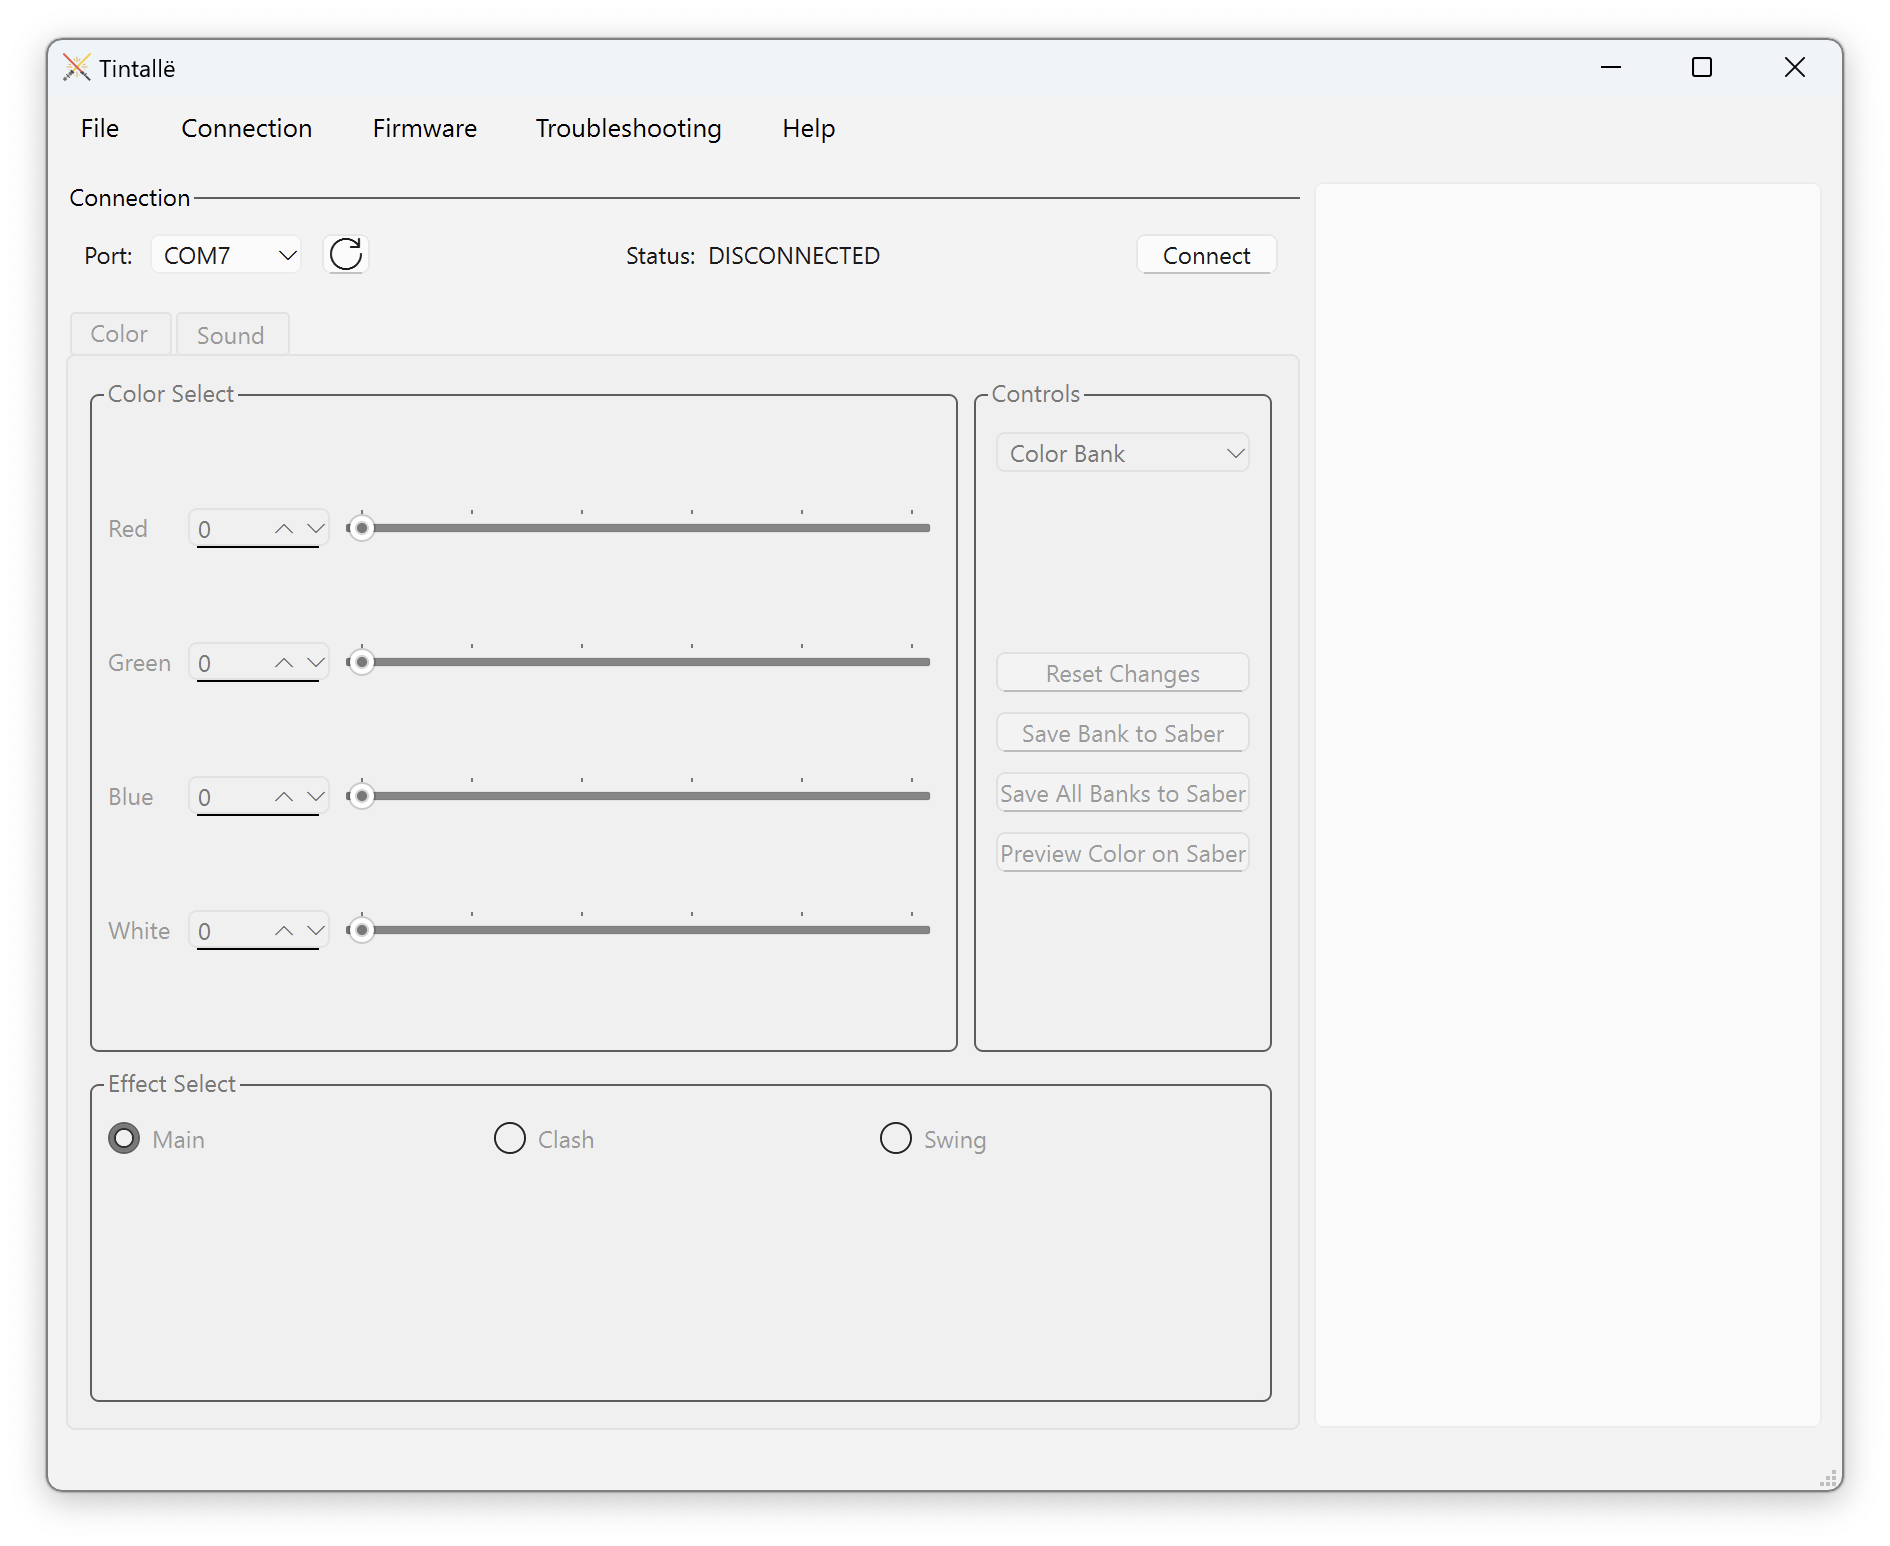 Tintallë
File Connection Firmware Troubleshooting Help
Connection
Port: COM7 Status: DISCONNECTED Connect
Color Sound
Color Select
Controls
Color Bank
Red 0
Green 0
Reset Changes
Save Bank to Saber
Blue 0
Save All Banks to Saber
Preview Color on Saber
White 0
Effect Select
Main Clash Swing